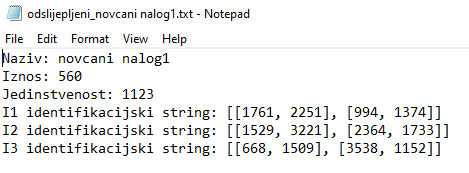 odslijepljeni_novcani nalog1.txt - Notepad
File Edit Format View Help
Naziv: novcani nalog1
Iznos: 560
Jedinstvenost: 1123
I1 identifikacijski string: [[1761, 2251], [994, 1374]]
I2 identifikacijski string: [[1529, 3221], [2364, 1733]]
I3 identifikacijski string: [[668, 1509], [3538, 1152]]